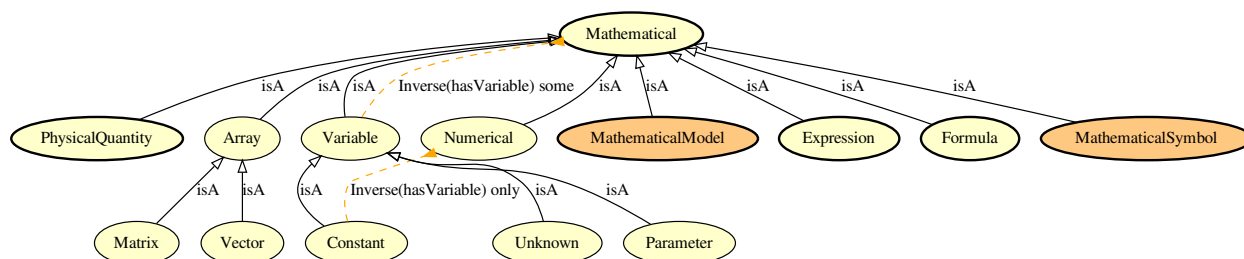 Mathematical
isA
isA
isA
Inverse(hasVariable) some
isA
isA
isA
isA
isA
PhysicalQuantity
Array
Variable
Numerical
MathematicalModel
Expression
Formula
MathematicalSymbol
isA
isA
isA
Inverse(hasVariable) only
isA
isA
Matrix
Vector
Constant
Unknown
Parameter